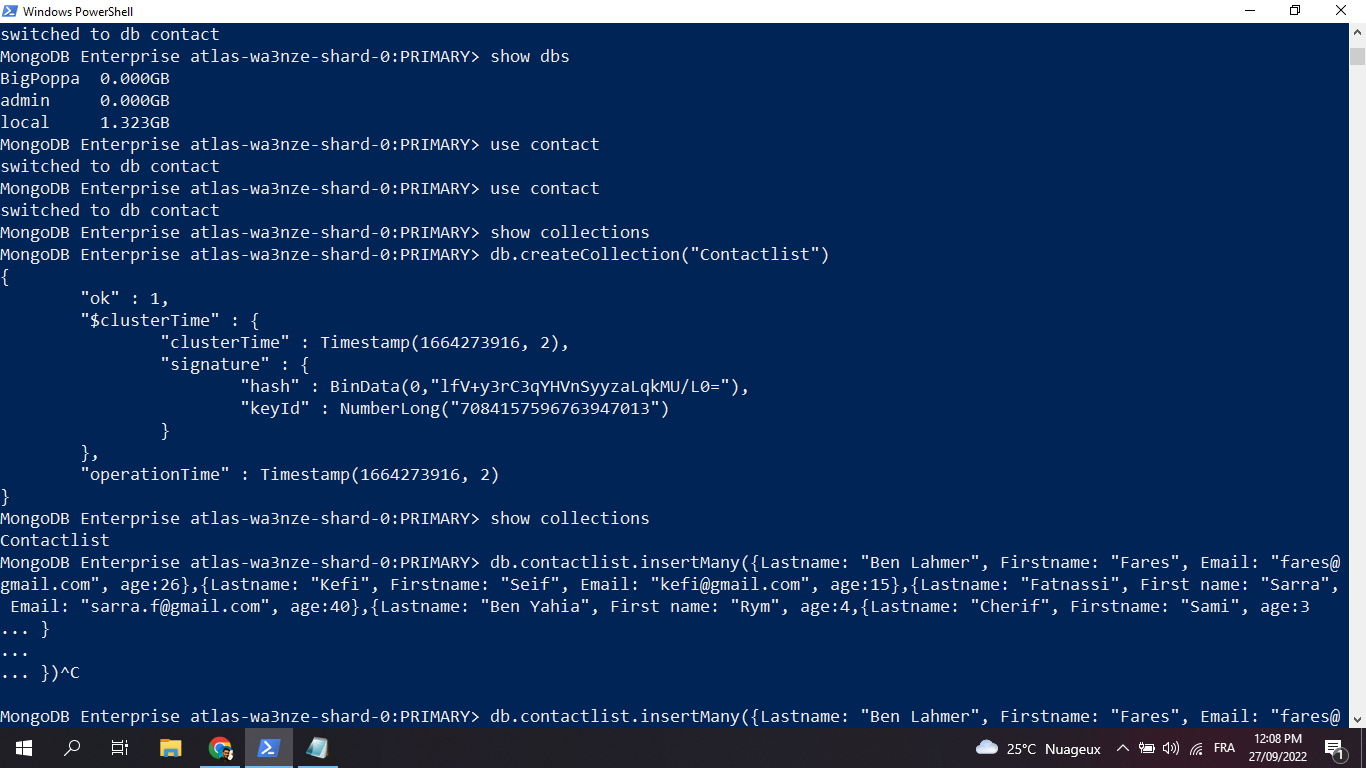 Windows PowerShell
switched to db contact
MongoDB Enterprise atlas-wa3nze-shard-0:PRIMARY> show dbs
BigPoppa  0.000GB
admin     0.000GB
local     1.323GB
MongoDB Enterprise atlas-wa3nze-shard-0:PRIMARY> use contact
switched to db contact
MongoDB Enterprise atlas-wa3nze-shard-0:PRIMARY> use contact
switched to db contact
MongoDB Enterprise atlas-wa3nze-shard-0:PRIMARY> show collections
MongoDB Enterprise atlas-wa3nze-shard-0:PRIMARY> db.createCollection("Contactlist")
{
        "ok" : 1,
        "$clusterTime" : {
                "clusterTime" : Timestamp(1664273916, 2),
                "signature" : {
                        "hash" : BinData(0,"lfV+y3rC3qYHVnSyyzaLqkMU/L0="),
                        "keyId" : NumberLong("7084157596763947013")
                }
        },
        "operationTime" : Timestamp(1664273916, 2)
}
MongoDB Enterprise atlas-wa3nze-shard-0:PRIMARY> show collections
Contactlist
MongoDB Enterprise atlas-wa3nze-shard-0:PRIMARY> db.contactlist.insertMany({Lastname: "Ben Lahmer", Firstname: "Fares", Email: "fares@
gmail.com", age:26},{Lastname: "Kefi", Firstname: "Seif", Email: "kefi@gmail.com", age:15},{Lastname: "Fatnassi", First name: "Sarra",
 Email: "sarra.f@gmail.com", age:40},{Lastname: "Ben Yahia", First name: "Rym", age:4,{Lastname: "Cherif", Firstname: "Sami", age:3
... }
...
... })^C
MongoDB Enterprise atlas-wa3nze-shard-0:PRIMARY> db.contactlist.insertMany({Lastname: "Ben Lahmer", Firstname: "Fares", Email: "fares@
25°C Nuageux
FRA
12:08 PM
27/09/2022
1